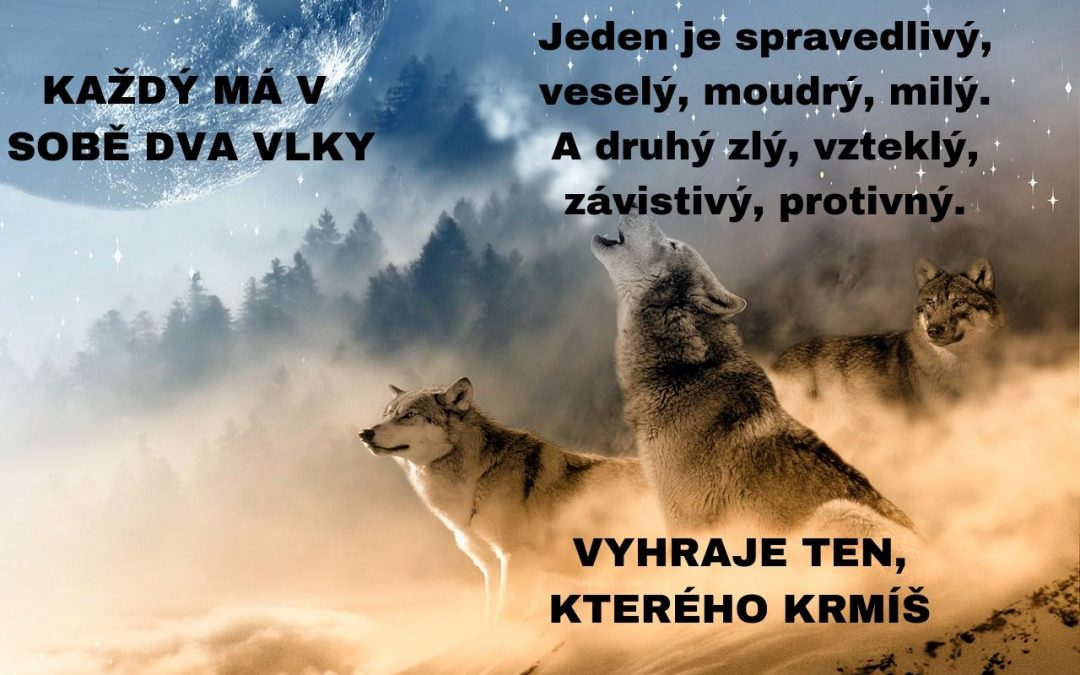 KAŽDÝ MÁ V
SOBĚ DVA VLKY
Jeden je spravedlivý,
veselý, moudrý, milý.
A druhý zlý, vzteklý,
závistivý, protivný.
VYHRAJE TEN,
KTERÉHO KRMÍŠ